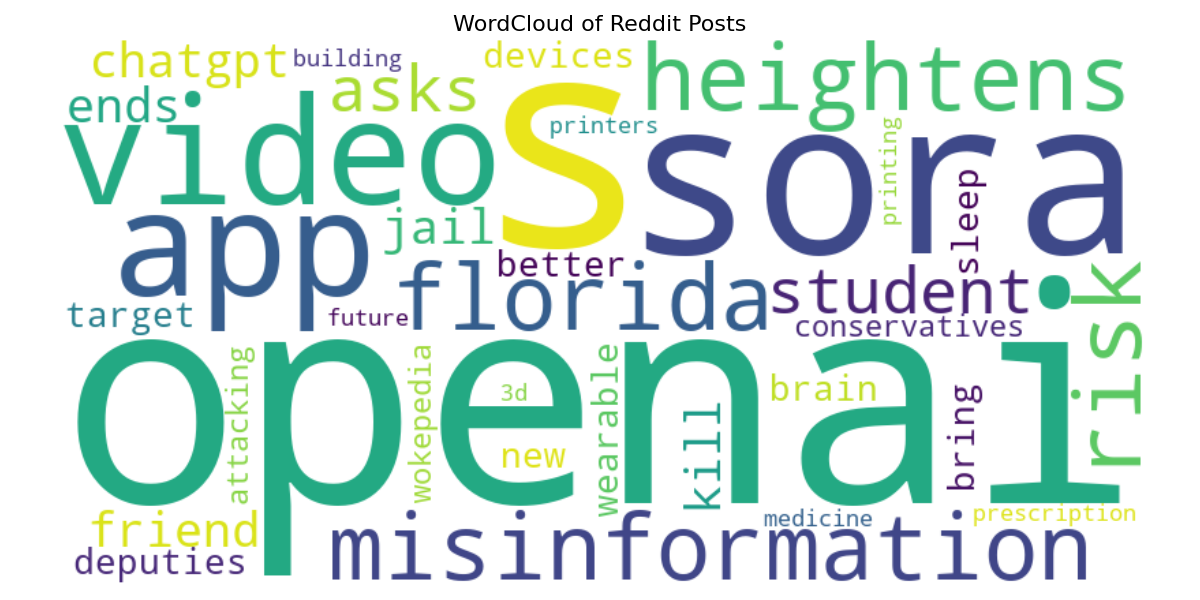 WordCloud of Reddit Posts
chatgpt
building
devices
heightens
ends
asks
video
S
printers
sora
printing
sleep
app
jail
better
florida
student
risk
target
future
conservatives
openai
attacking
wokepedia
3d
new
wearable
kill
brain
bring
friend
deputies
misinformation
medicine
prescription